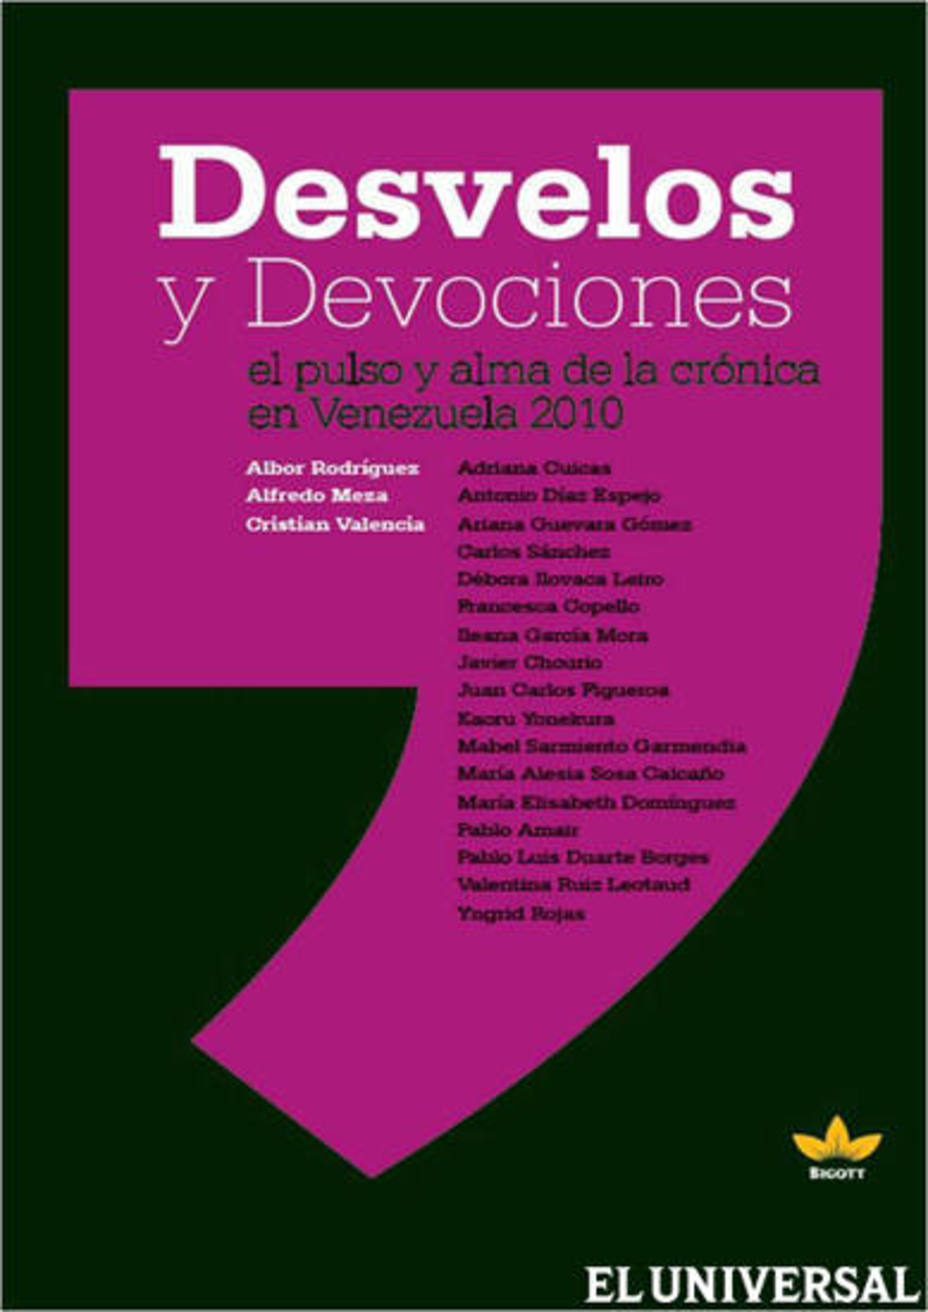 Desvelos
y Devociones
el pulso y alma de la crónica
en Venezuela 2010
Albor Rodríguez
Alfredo Meza
Cristian Valencia
Adriana Cuicas
Antonio Díaz Espejo
Ariana Guevara Gómez
Carlos Sánchez
Débora Ilovaca Leiro
Francesca Copello
Ileana García Mora
Javier Chourio
Juan Carlos Figueroa
Kaoru Yonekura
Mabel Sarmiento Garmendia
María Alesia Sosa Calcaño
María Elisabeth Domínguez
Pablo Amair
Pablo Luis Duarte Borges
Valentina Ruiz Leotaud
Yngrid Rojas
BIGOTT
EL UNIVERSAL